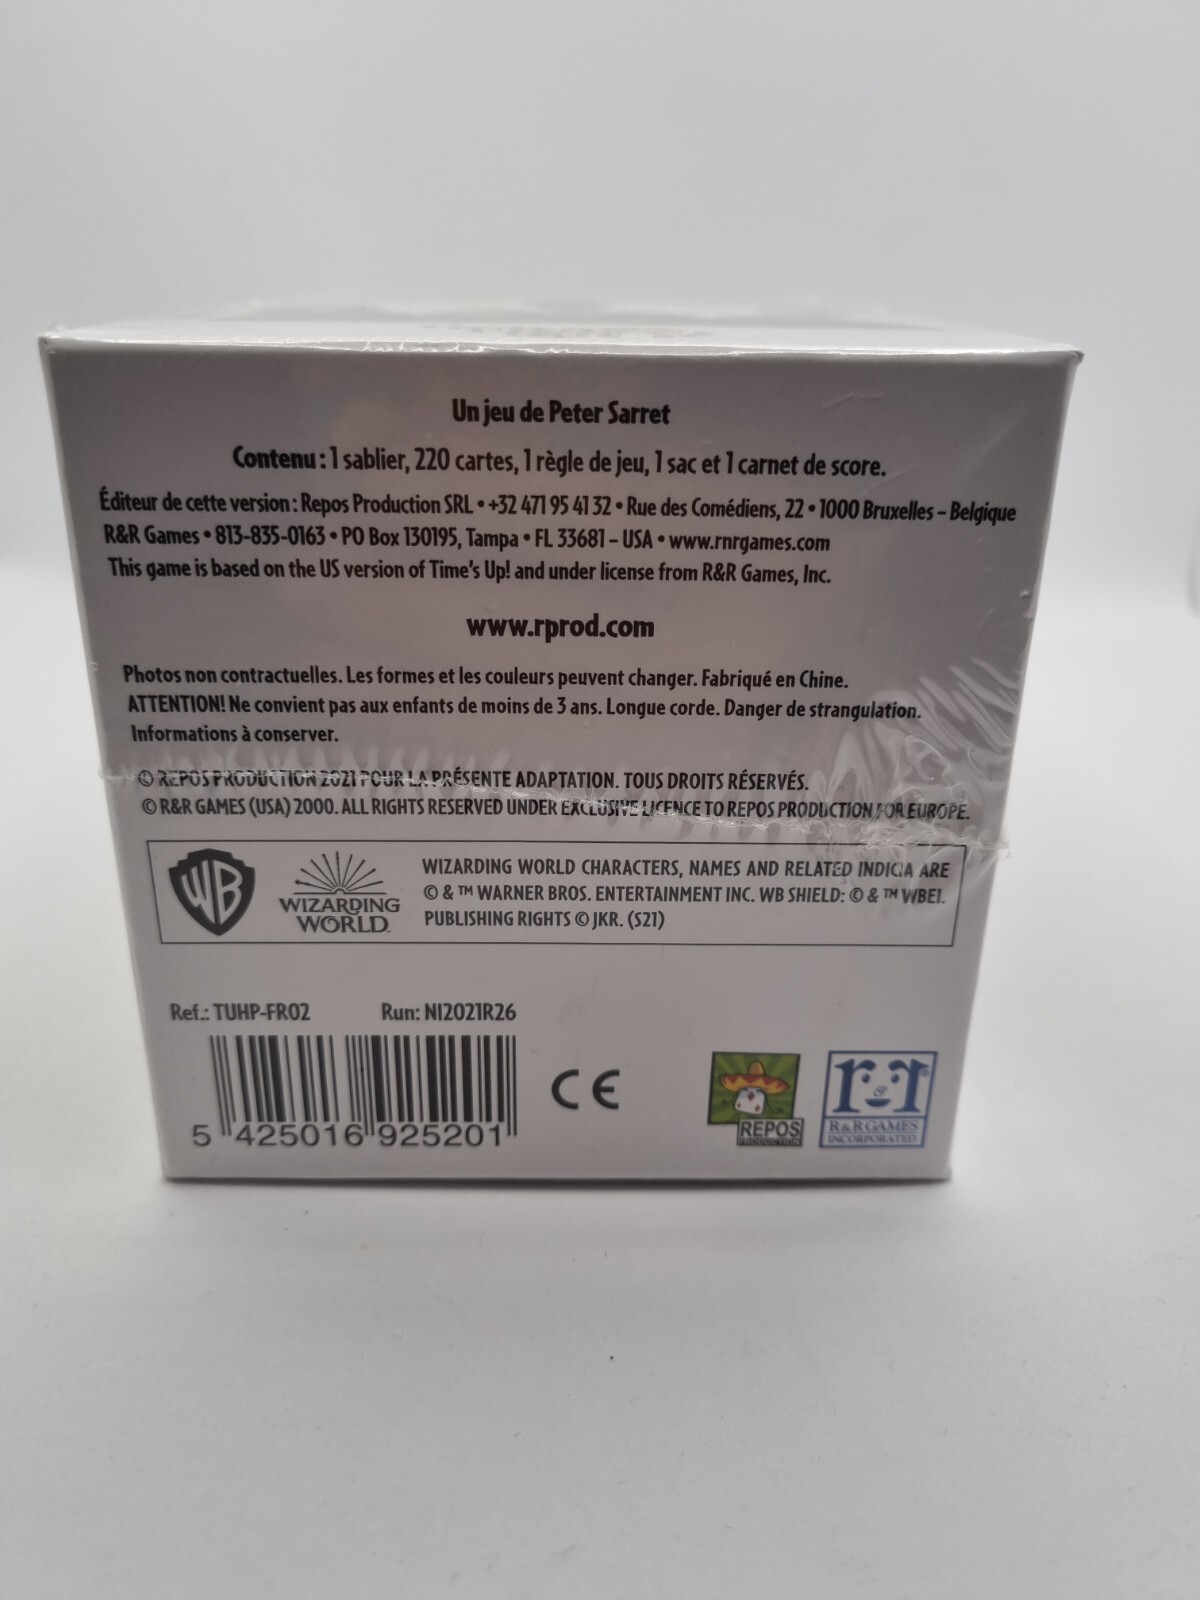 Un jeu de Peter Sarret
Contenu : 1 sablier, 220 cartes, 1 règle de jeu, 1 sac et 1 carnet de score.
Éditeur de cette version : Repos Production SRL • +32 471 95 41 32 • Rue des Comédiens, 22 • 1000 Bruxelles – Belgique
R&R Games • 813-835-0163 • PO Box 130195, Tampa • FL 33681 – USA • www.rnrgames.com
This game is based on the US version of Time's Up! and under license from R&R Games, Inc.
www.rprod.com
Photos non contractuelles. Les formes et les couleurs peuvent changer. Fabriqué en Chine.
ATTENTION! Ne convient pas aux enfants de moins de 3 ans. Longue corde. Danger de strangulation.
Informations à conserver.
© REPOS PRODUCTION 2021 POUR LA PRÉSENTE ADAPTATION. TOUS DROITS RÉSERVÉS.
© R&R GAMES (USA) 2000. ALL RIGHTS RESERVED UNDER EXCLUSIVE LICENCE TO REPOS PRODUCTION FOR EUROPE.
WB
WIZARDING
WORLD
WIZARDING WORLD CHARACTERS, NAMES AND RELATED INDICIA ARE
© & ™ WARNER BROS. ENTERTAINMENT INC. WB SHIELD: © & ™ WBEI.
PUBLISHING RIGHTS © JKR. (S21)
Ref.: TUHP-FR02 Run: NI2021R26
5 425016 925201
CE
REPOS
PRODUCTION
r&r®
R&R GAMES
INCORPORATED